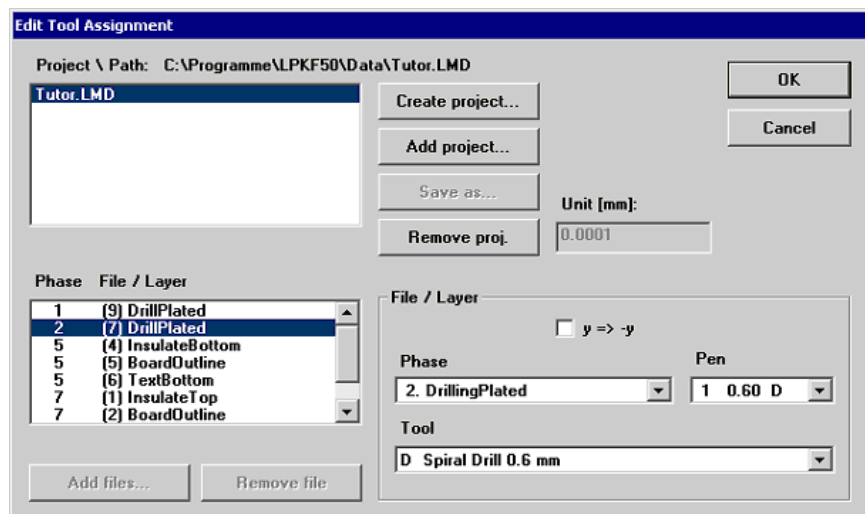 Edit Tool Assignment
Project \ Path: C:\Programme\LPKF50\Data\Tutor.LMD
Tutor.LMD
Create project...
Add project...
Save as...
Remove proj.
OK
Cancel
Unit [mm]:
0.0001
Phase File / Layer
1 (9) DrillPlated
2 (7) DrillPlated
5 (4) InsulateBottom
5 (5) BoardOutline
5 (6) TextBottom
7 (1) InsulateTop
7 (2) BoardOutline
Add files...
Remove file
File / Layer
y => -y
Phase
Pen
2. DrillingPlated
1 0.60 D
Tool
D Spiral Drill 0.6 mm